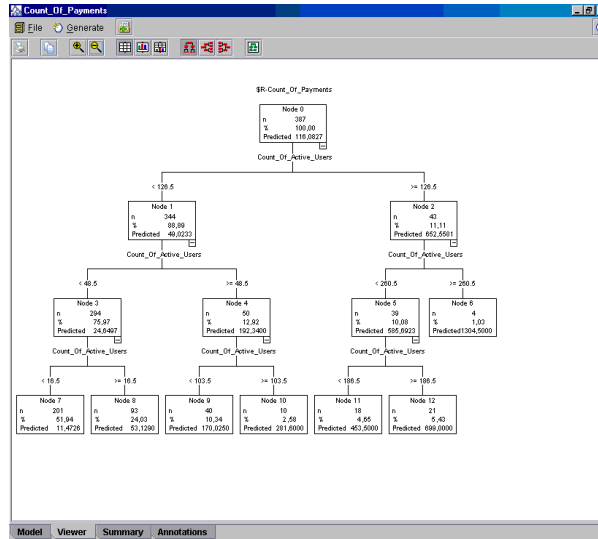 Count_Of_Payments
File Generate
$R-Count_Of_Payments
Node 0
n 387
% 100,00
Predicted 116,0827
Count_Of_Active_Users
< 126.5 >= 126.5
Node 1 Node 2
n 344 n 43
% 88,89 % 11,11
Predicted 49,0233 Predicted 652,5581
Count_Of_Active_Users Count_Of_Active_Users
< 48.5 >= 48.5 < 260.5 >= 260.5
Node 3 Node 4 Node 5 Node 6
n 294 n 50 n 39 n 4
% 75,97 % 12,92 % 10,08 % 1,03
Predicted 24,6497 Predicted 192,3400 Predicted 585,6923 Predicted1304,5000
Count_Of_Active_Users Count_Of_Active_Users Count_Of_Active_Users
< 16.5 >= 16.5 < 103.5 >= 103.5 < 186.5 >= 186.5
Node 7 Node 8 Node 9 Node 10 Node 11 Node 12
n 201 n 93 n 40 n 10 n 18 n 21
% 51,94 % 24,03 % 10,34 % 2,58 % 4,65 % 5,43
Predicted 11,4726 Predicted 53,1290 Predicted 170,0250 Predicted 281,6000 Predicted 453,5000 Predicted 699,0000
Model Viewer Summary Annotations